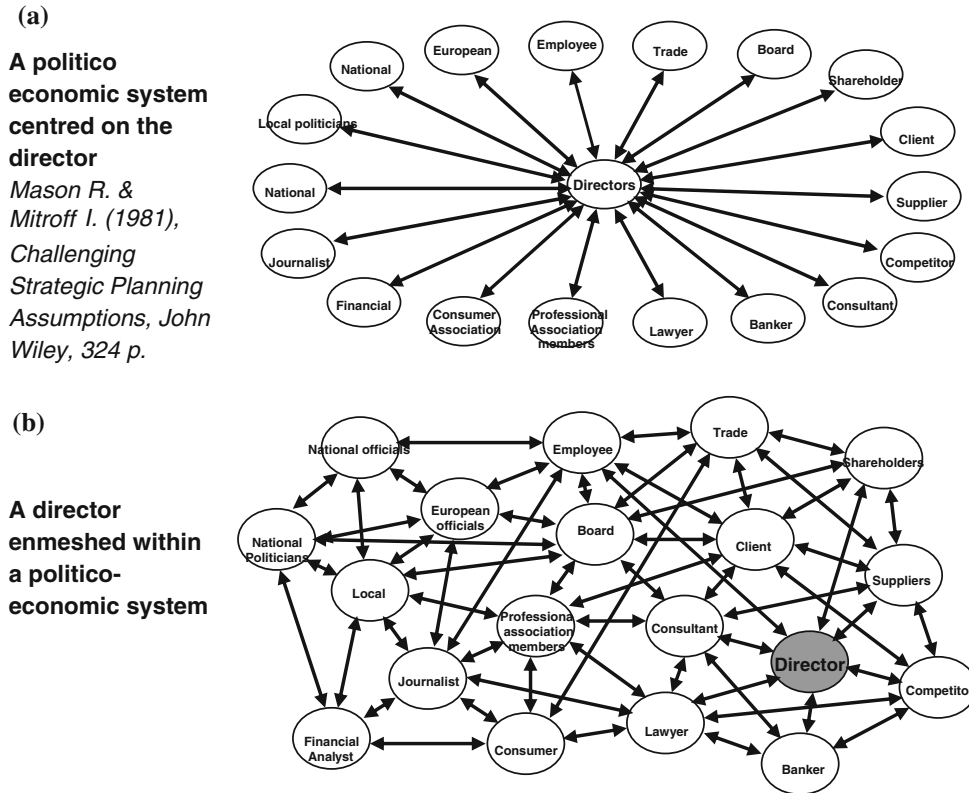 (a)
A politico
economic system
centred on the
director
Mason R. &
Mitroff I. (1981),
Challenging
Strategic Planning
Assumptions, John
Wiley, 324 p.
National
European
Employee
Trade
Board
Shareholder
Local politicians
Client
National
Directors
Supplier
Journalist
Competitor
Financial
Consumer
Association
Professional
Association
members
Lawyer
Banker
Consultant
(b)
A director
enmeshed within
a politico-
economic system
National officials
Employee
Trade
Shareholders
European
officials
Board
Client
National
Politicians
Local
Suppliers
Professiona
association
members
Consultant
Director
Journalist
Competito
Financial
Analyst
Consumer
Lawyer
Banker